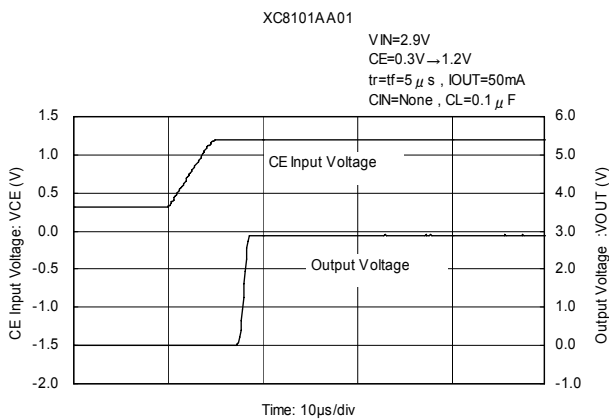 XC8101AA01
VIN=2.9V
CE=0.3V→1.2V
tr=tf=5μs , IOUT=50mA
CIN=None , CL=0.1μF
CE Input Voltage: VCE (V)
1.5
1.0
0.5
0.0
-0.5
-1.0
-1.5
-2.0
CE Input Voltage
Output Voltage
6.0
5.0
4.0
3.0
2.0
1.0
0.0
-1.0
Output Voltage :VOUT (V)
Time: 10μs/div